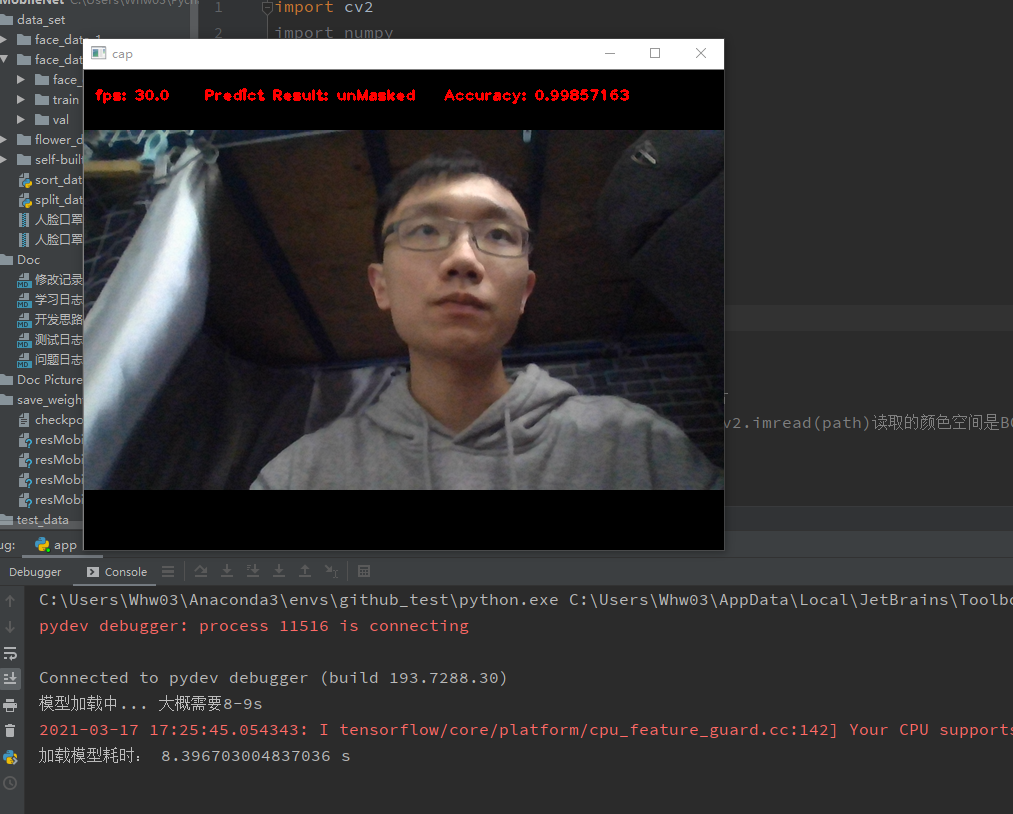 MobileNet C:\Users\Whw03\Pych
data_set
face_data_1
face_dat
face_
train
val
flower_d
self-built
sort_dat
split_dat
人脸口罩
人脸口罩
Doc
修改记录
学习日志
开发思路
测试日志
问题日志
Doc Picture
save_weigh
checkpo
resMobi
resMobi
resMobi
resMobi
test_data
1 import cv2
2 import numpy
cap
fps: 30.0 Predict Result: unMasked Accuracy: 0.99857163
v2.imread(path)读取的颜色空间是BG
ug: app
Debugger Console
C:\Users\Whw03\Anaconda3\envs\github_test\python.exe C:\Users\Whw03\AppData\Local\JetBrains\Toolbo
pydev debugger: process 11516 is connecting
Connected to pydev debugger (build 193.7288.30)
模型加载中... 大概需要8-9s
2021-03-17 17:25:45.054343: I tensorflow/core/platform/cpu_feature_guard.cc:142] Your CPU supports
加载模型耗时： 8.396703004837036 s